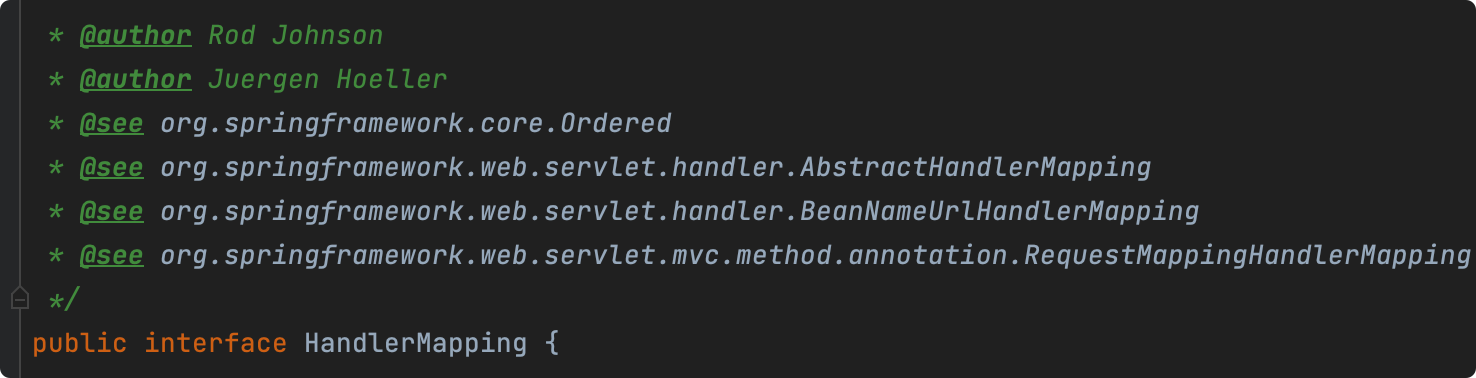 * @author Rod Johnson
* @author Juergen Hoeller
* @see org.springframework.core.Ordered
* @see org.springframework.web.servlet.handler.AbstractHandlerMapping
* @see org.springframework.web.servlet.handler.BeanNameUrlHandlerMapping
* @see org.springframework.web.servlet.mvc.method.annotation.RequestMappingHandlerMapping
*/
public interface HandlerMapping {